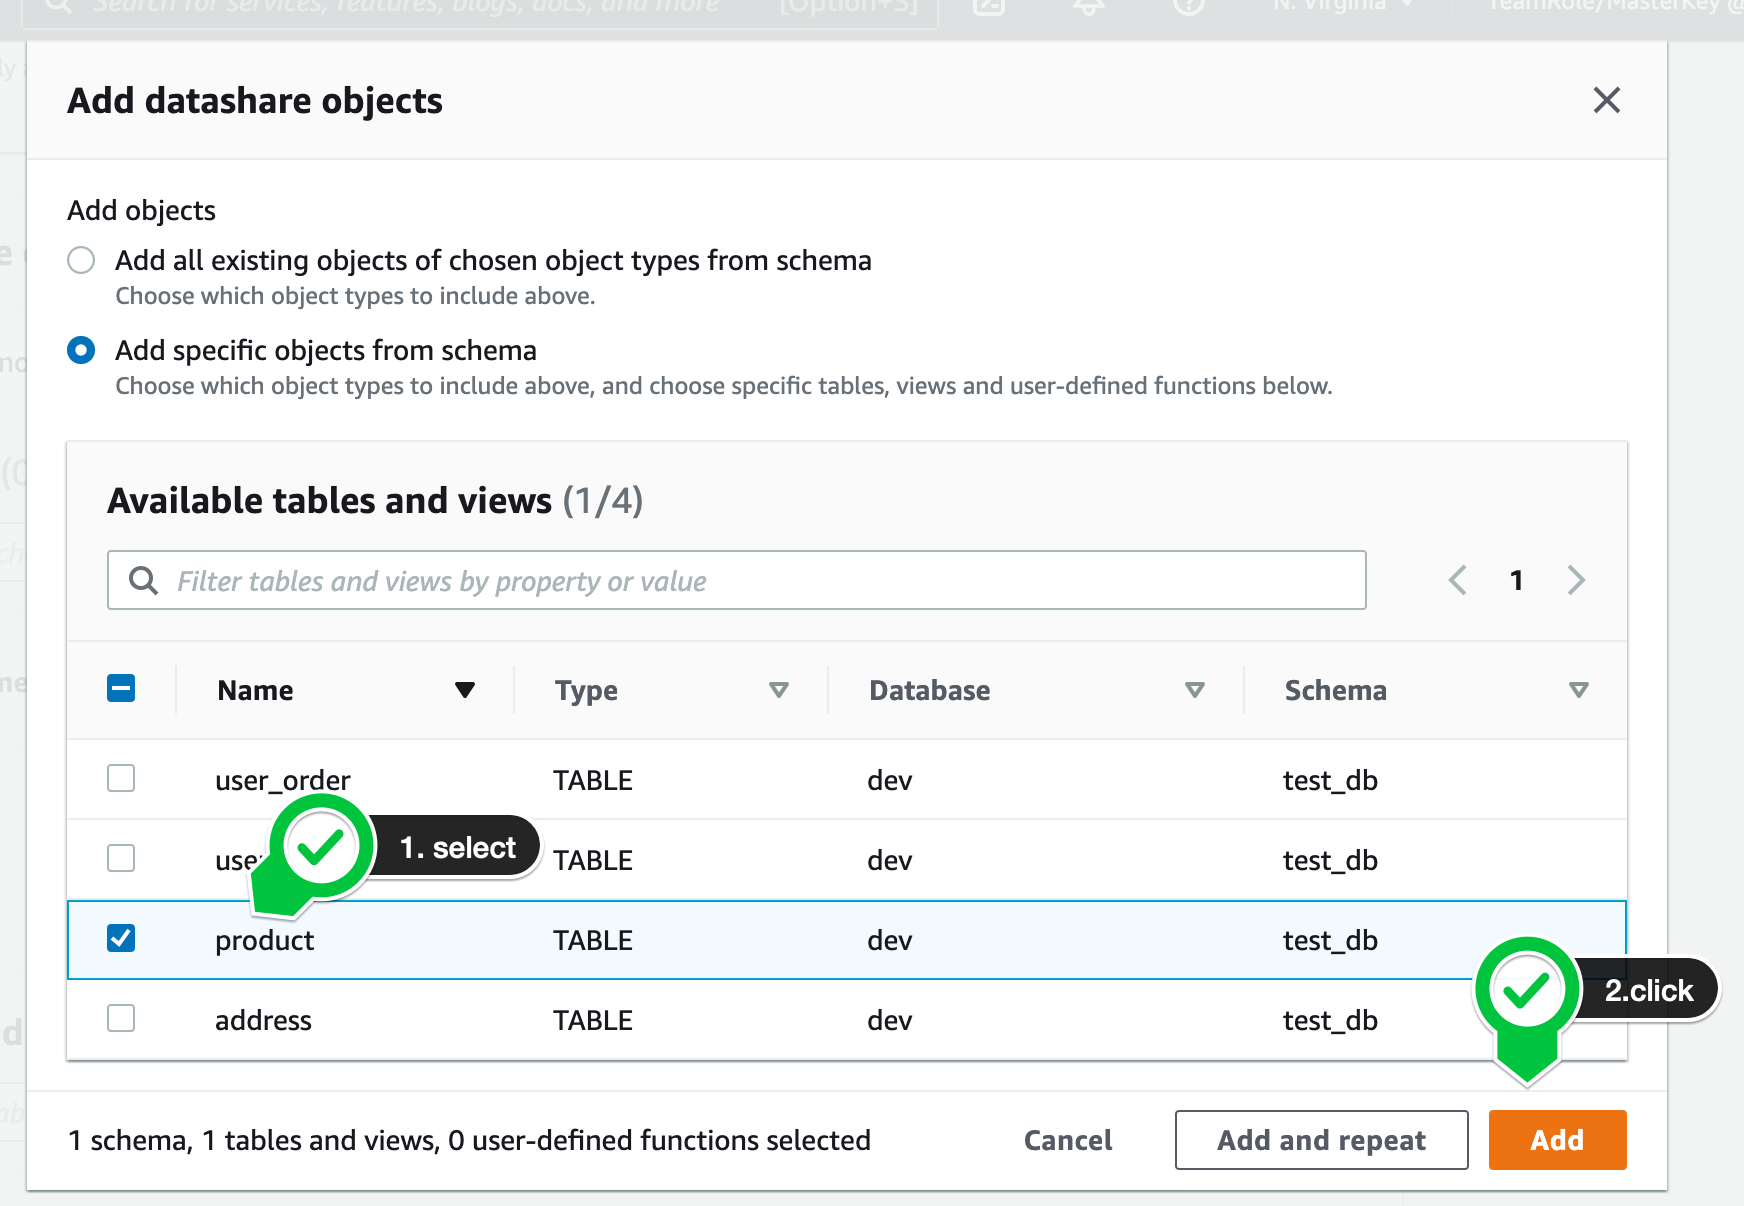 Search for services, features, blogs, docs, and more [Option+S] N. Virginia TeamRole/MasterKey @
Add datashare objects
Add objects
Add all existing objects of chosen object types from schema
Choose which object types to include above.
Add specific objects from schema
Choose which object types to include above, and choose specific tables, views and user-defined functions below.
Available tables and views (1/4)
Filter tables and views by property or value
1
Name Type Database Schema
user_order TABLE dev test_db
1. select
TABLE dev test_db
product TABLE dev test_db
2.click
address TABLE dev test_db
1 schema, 1 tables and views, 0 user-defined functions selected
Cancel Add and repeat Add